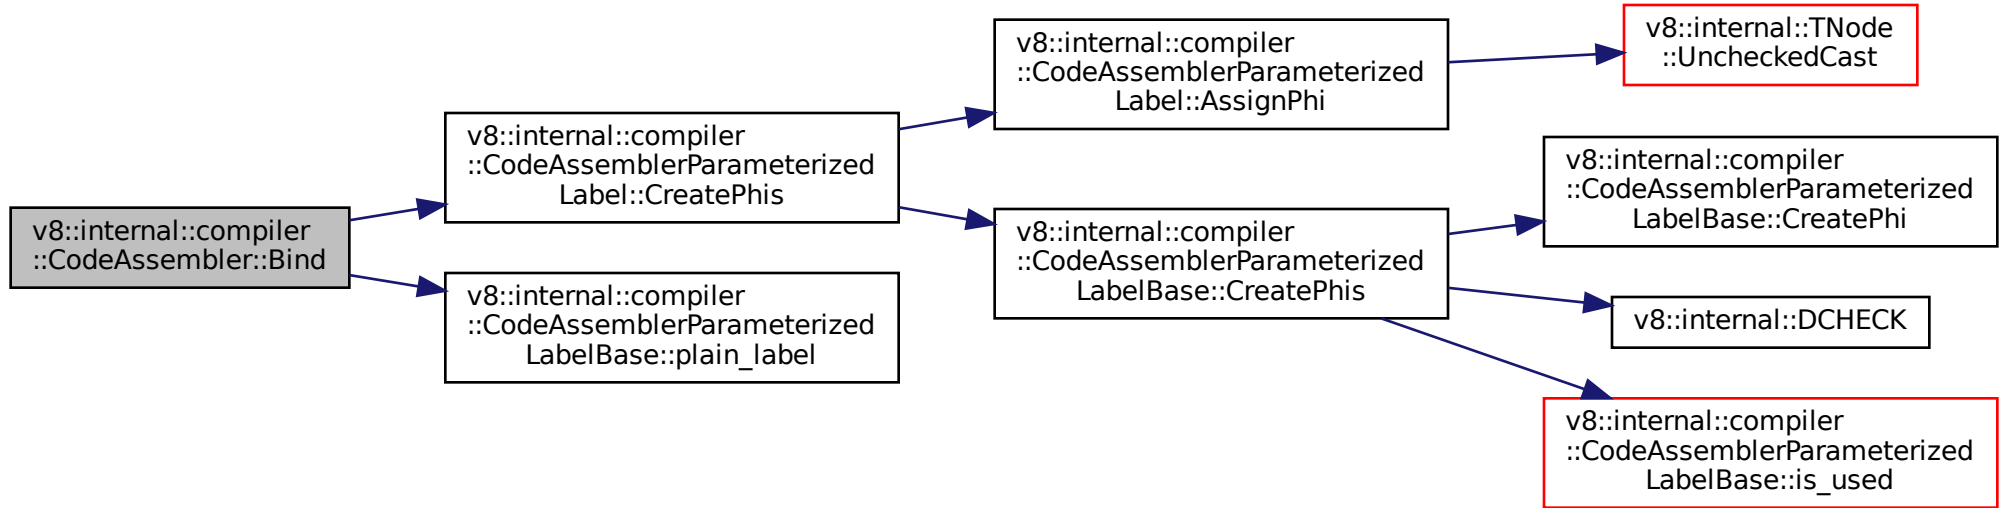 v8::internal::compiler
::CodeAssembler::Bind
v8::internal::compiler
::CodeAssemblerParameterized
Label::CreatePhis
v8::internal::compiler
::CodeAssemblerParameterized
LabelBase::plain_label
v8::internal::compiler
::CodeAssemblerParameterized
Label::AssignPhi
v8::internal::compiler
::CodeAssemblerParameterized
LabelBase::CreatePhis
v8::internal::TNode
::UncheckedCast
v8::internal::compiler
::CodeAssemblerParameterized
LabelBase::CreatePhi
v8::internal::DCHECK
v8::internal::compiler
::CodeAssemblerParameterized
LabelBase::is_used